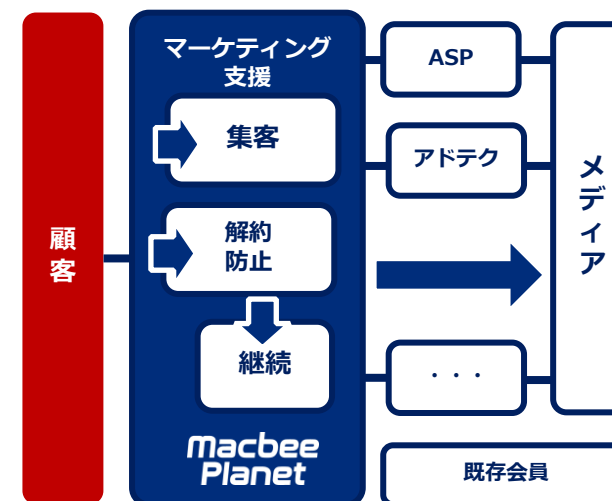 顧
客
マーケティング
支援
集客
解約
防止
継続
Macbee
Planet
ASP
アドテク
・・・
メ
デ
ィ
ア
既存会員